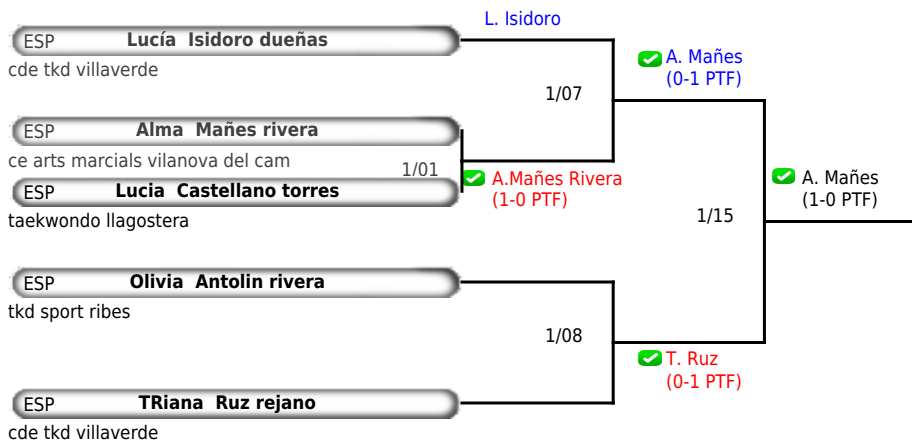 L. Isidoro
ESP Lucía Isidoro dueñas
cde tkd villaverde
A. Mañes
(0-1 PTF)
1/07
ESP Alma Mañes rivera
ce arts marcials vilanova del cam
1/01
A.Mañes Rivera
(1-0 PTF)
ESP Lucia Castellano torres
taekwondo llagostera
A. Mañes
(1-0 PTF)
1/15
ESP Olivia Antolin rivera
tkd sport ribes
1/08
T. Ruz
(0-1 PTF)
ESP TRiana Ruz rejano
cde tkd villaverde